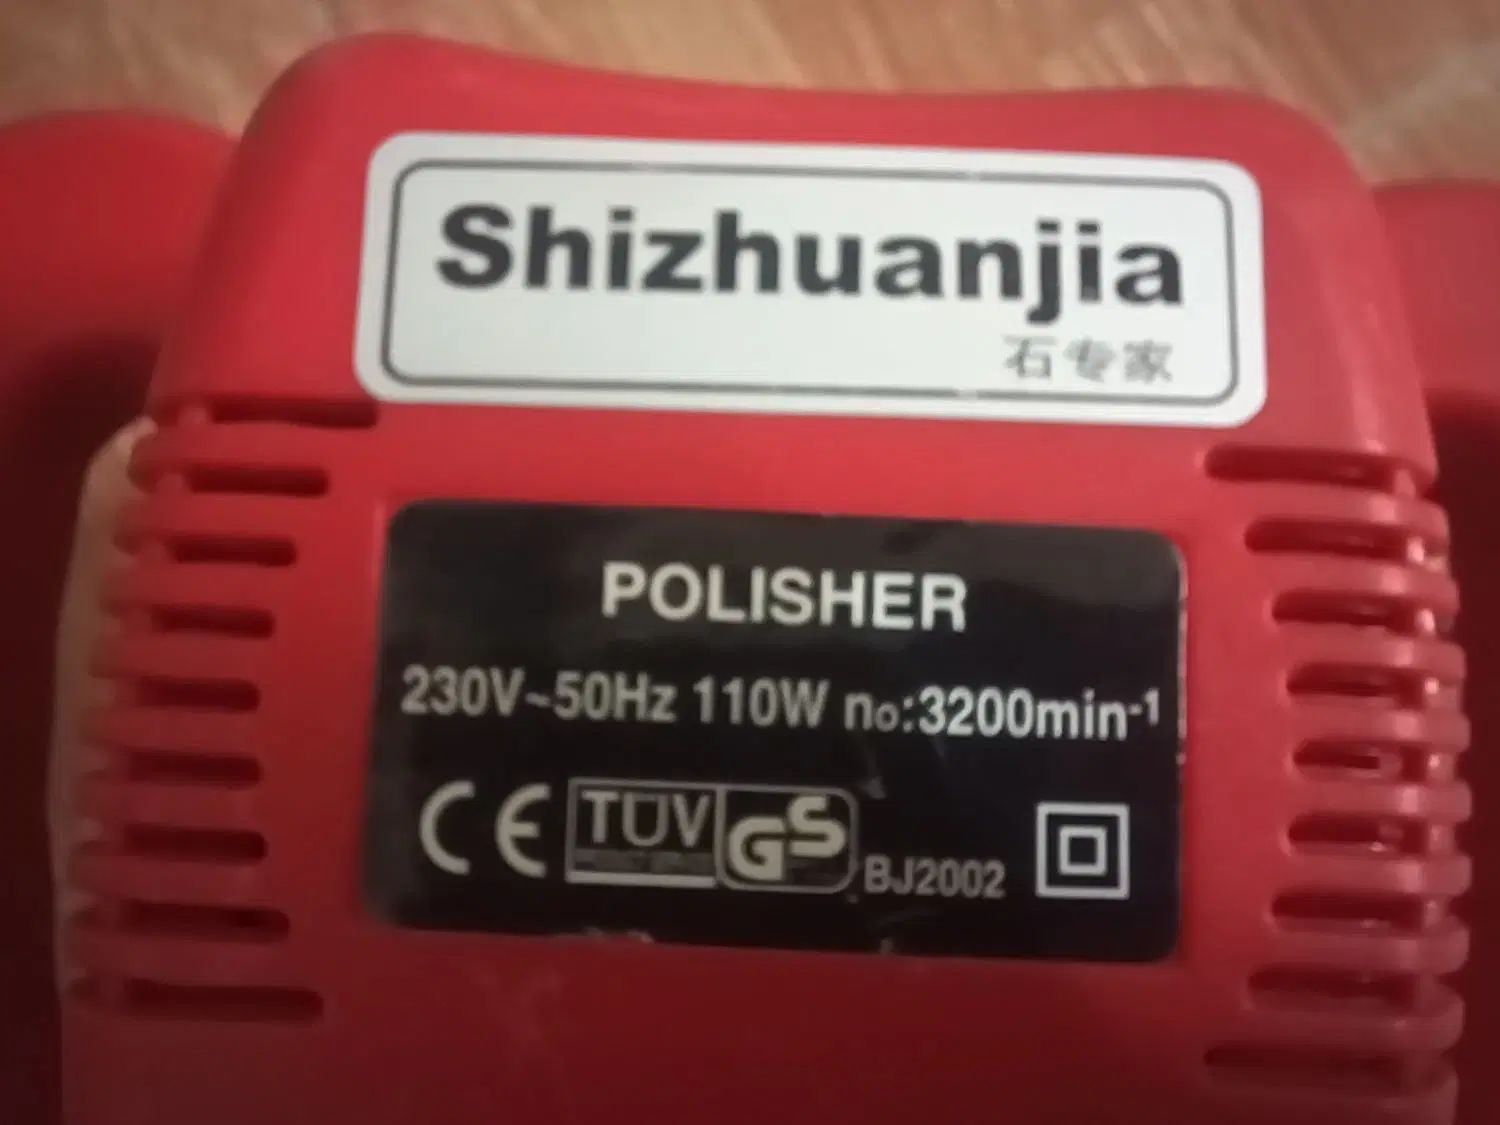 Shizhuanjia
石专家
POLISHER
230V~50Hz 110W no:3200min-1
CE TÜV GS BJ2002